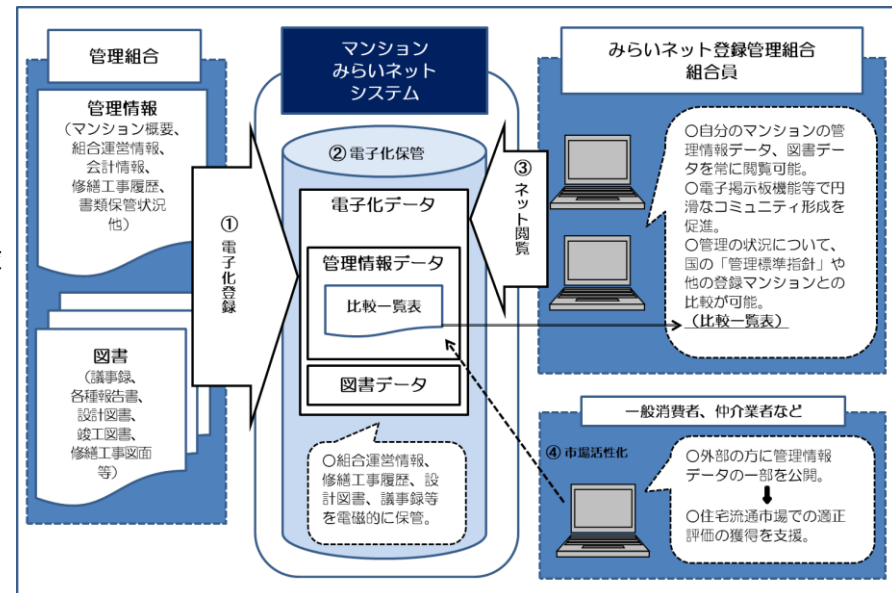 管理組合
管理情報
(マンション概要、
組合運営情報、
会計情報、
修繕工事履歴、
書類保管状況
他)
図書
(議事録、
各種報告書、
設計図書、
竣工図書、
修繕工事図面
等)
① 電子化登録
マンション
みらいネット
システム
② 電子化保管
電子化データ
管理情報データ
比較一覧表
図書データ
○組合運営情報、
修繕工事履歴、設
計図書、議事録等
を電磁的に保管。
③ ネット閲覧
みらいネット登録管理組合
組合員
○自分のマンションの管
理情報データ、図書デー
タを常に閲覧可能。
○電子掲示板機能等で円
滑なコミュニティ形成を
促進。
○管理の状況について、
国の「管理標準指針」や
他の登録マンションとの
比較が可能。
(比較一覧表)
一般消費者、仲介業者など
④ 市場活性化
○外部の方に管理情報
データの一部を公開。
○住宅流通市場での適正
評価の獲得を支援。